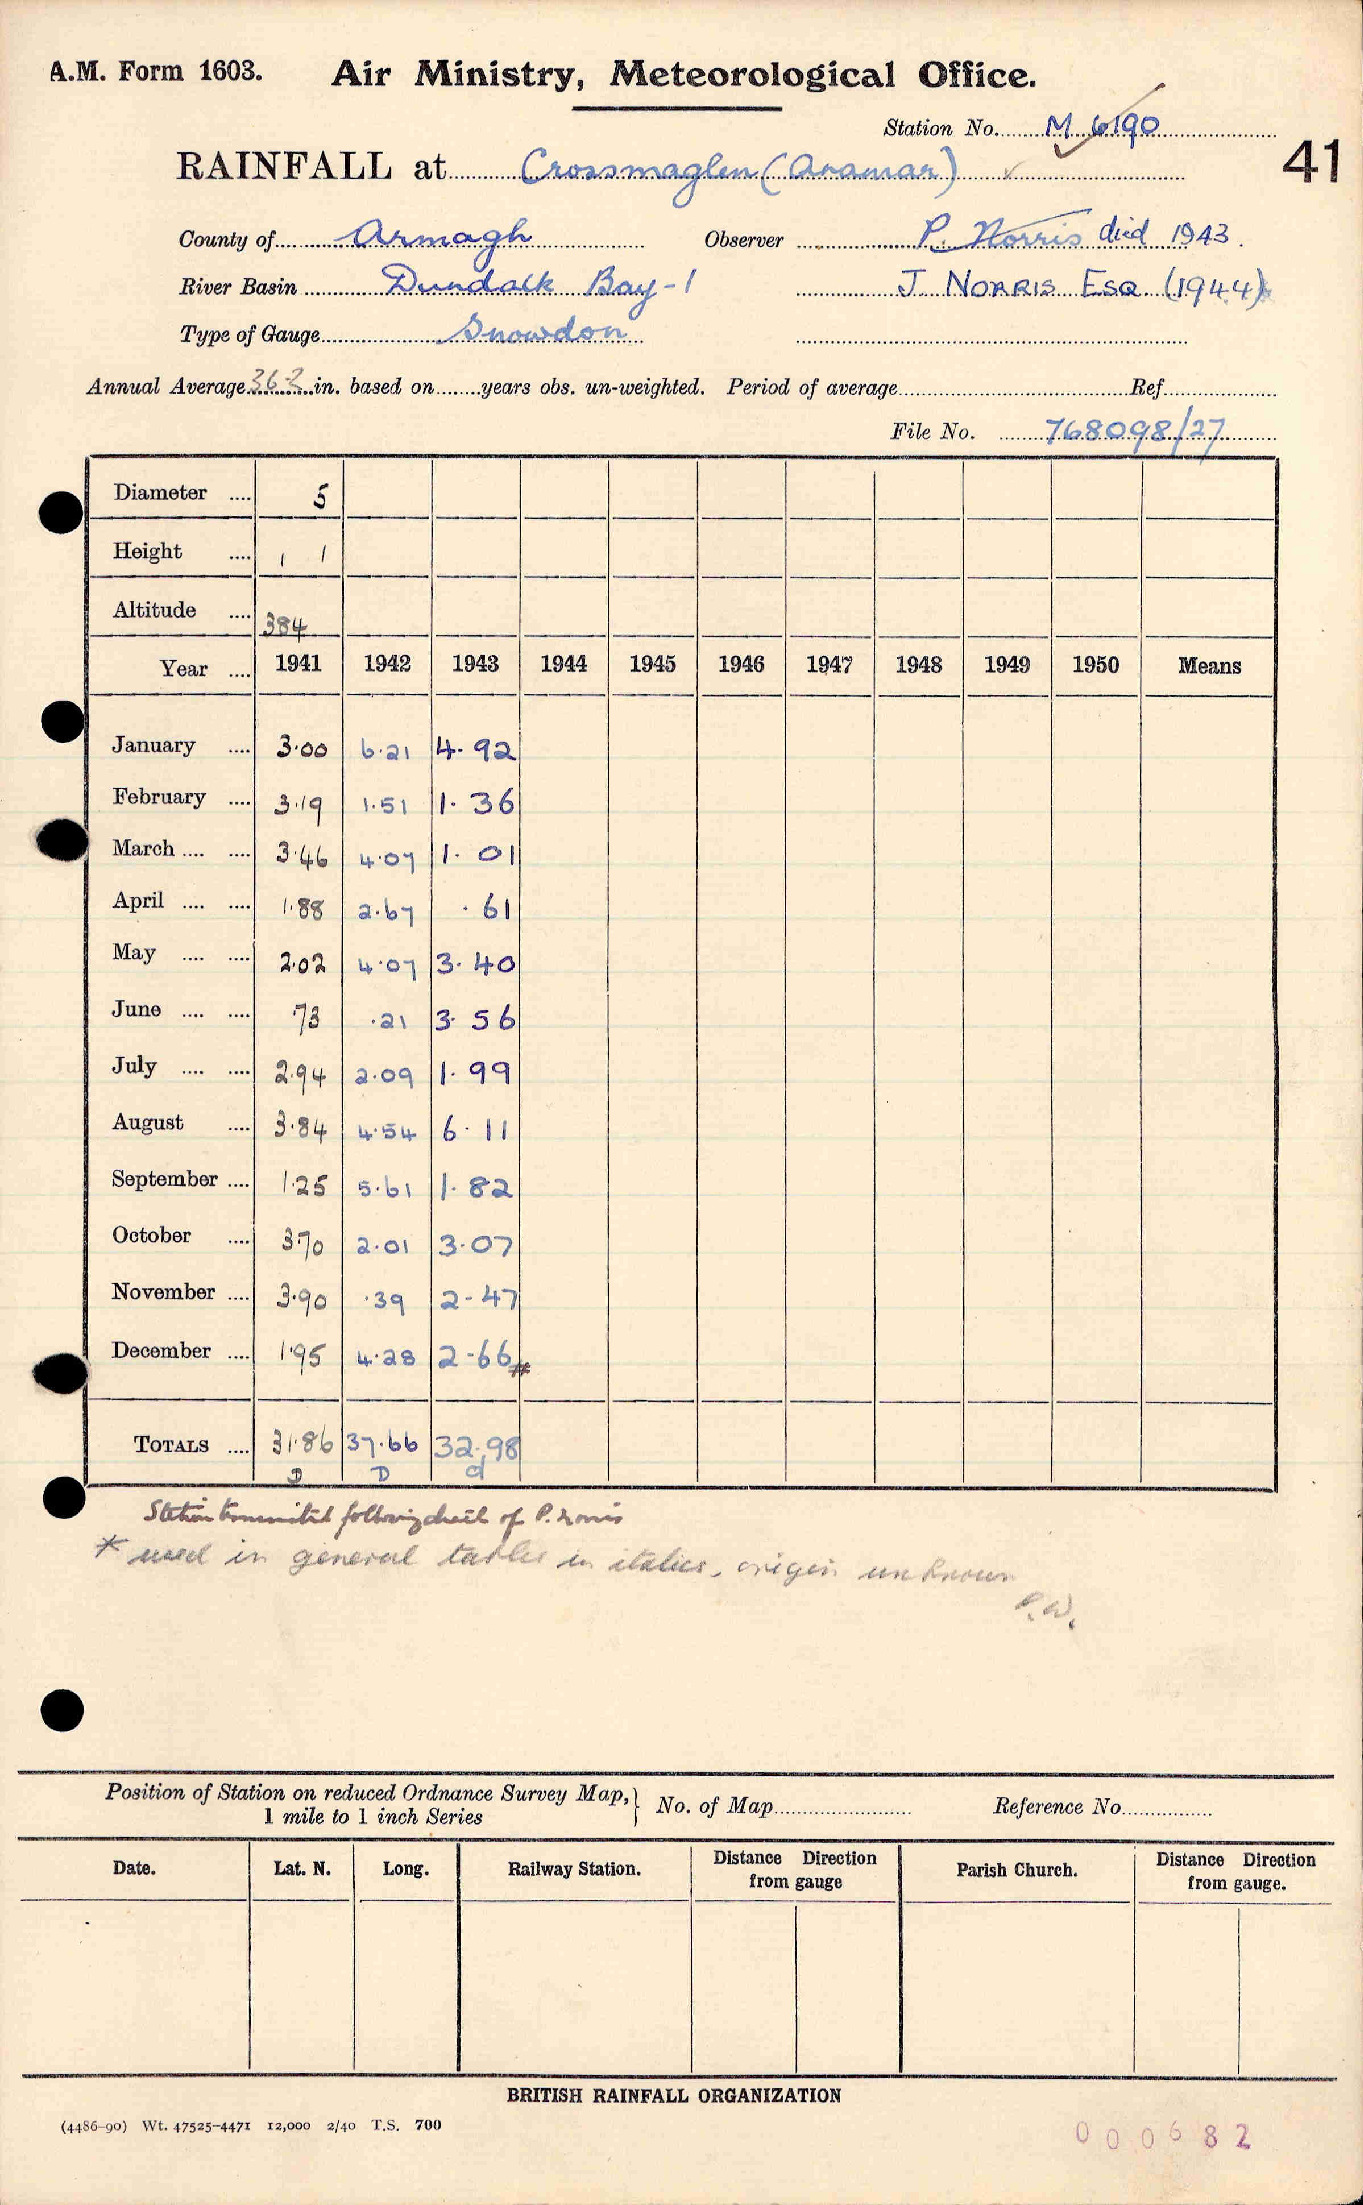 A.M. Form 1603. Air Ministry, Meteorological Office.
Station No. M 6190
41
RAINFALL at Crossmaglen (Aramar)
County of Armagh Observer P. Norris died 1943.
River Basin Dundalk Bay-1 J NORRIS ESQ (1944)
Type of Gauge Snowdon
Annual Average 36.2 in. based on years obs. un-weighted. Period of average Ref
File No. 768098/27
Diameter .... 5
Height .... 1 1
Altitude .... 384
Year .... 1941 1942 1943 1944 1945 1946 1947 1948 1949 1950 Means
January .... 3.00 6.21 4.92
February .... 3.19 1.51 1.36
March .... .... 3.46 4.07 1.01
April .... .... 1.88 2.67 .61
May .... .... 2.02 4.07 3.40
June .... .... .73 .21 3.56
July .... .... 2.94 2.09 1.99
August .... 3.84 4.54 6.11
September .... 1.25 5.61 1.82
October .... 3.70 2.01 3.07
November .... 3.90 .39 2.47
December .... 1.95 4.28 2.66 #
TOTALS .... 31.86 37.66 32.98
D D d
Station following death of P. Norris
* used in general tables in italics, origin unknown
P.W.
Position of Station on reduced Ordnance Survey Map, } No. of Map Reference No.
1 mile to 1 inch Series
Date. Lat. N. Long. Railway Station. Distance Direction from gauge Parish Church. Distance Direction from gauge.
BRITISH RAINFALL ORGANIZATION
(4486-90) Wt. 47525-4471 12,000 2/40 T.S. 700
000682